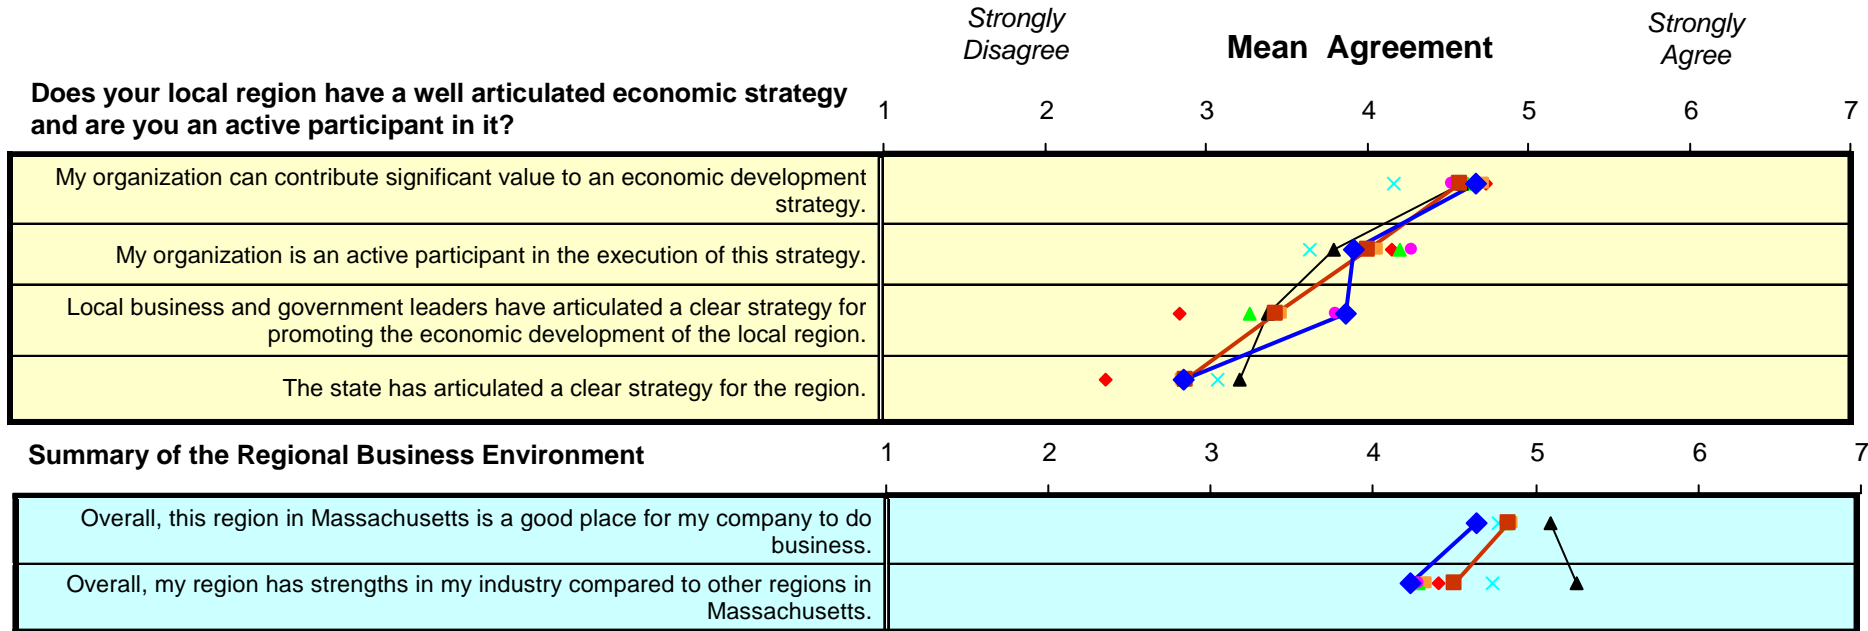 Strongly
Disagree
Mean Agreement
Strongly
Agree
Does your local region have a well articulated economic strategy
and are you an active participant in it?
1 2 3 4 5 6 7
My organization can contribute significant value to an economic development
strategy.
My organization is an active participant in the execution of this strategy.
Local business and government leaders have articulated a clear strategy for
promoting the economic development of the local region.
The state has articulated a clear strategy for the region.
Summary of the Regional Business Environment
1 2 3 4 5 6 7
Overall, this region in Massachusetts is a good place for my company to do
business.
Overall, my region has strengths in my industry compared to other regions in
Massachusetts.